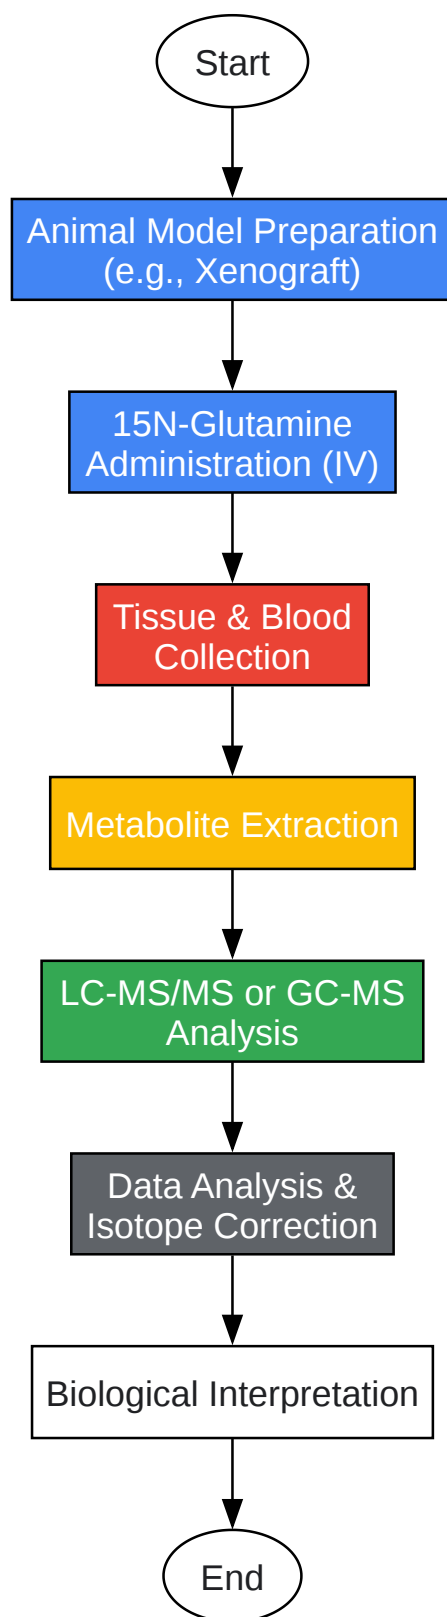 Start
Animal Model Preparation
(e.g., Xenograft)
15N-Glutamine
Administration (IV)
Tissue & Blood
Collection
Metabolite Extraction
LC-MS/MS or GC-MS
Analysis
Data Analysis &
Isotope Correction
Biological Interpretation
End